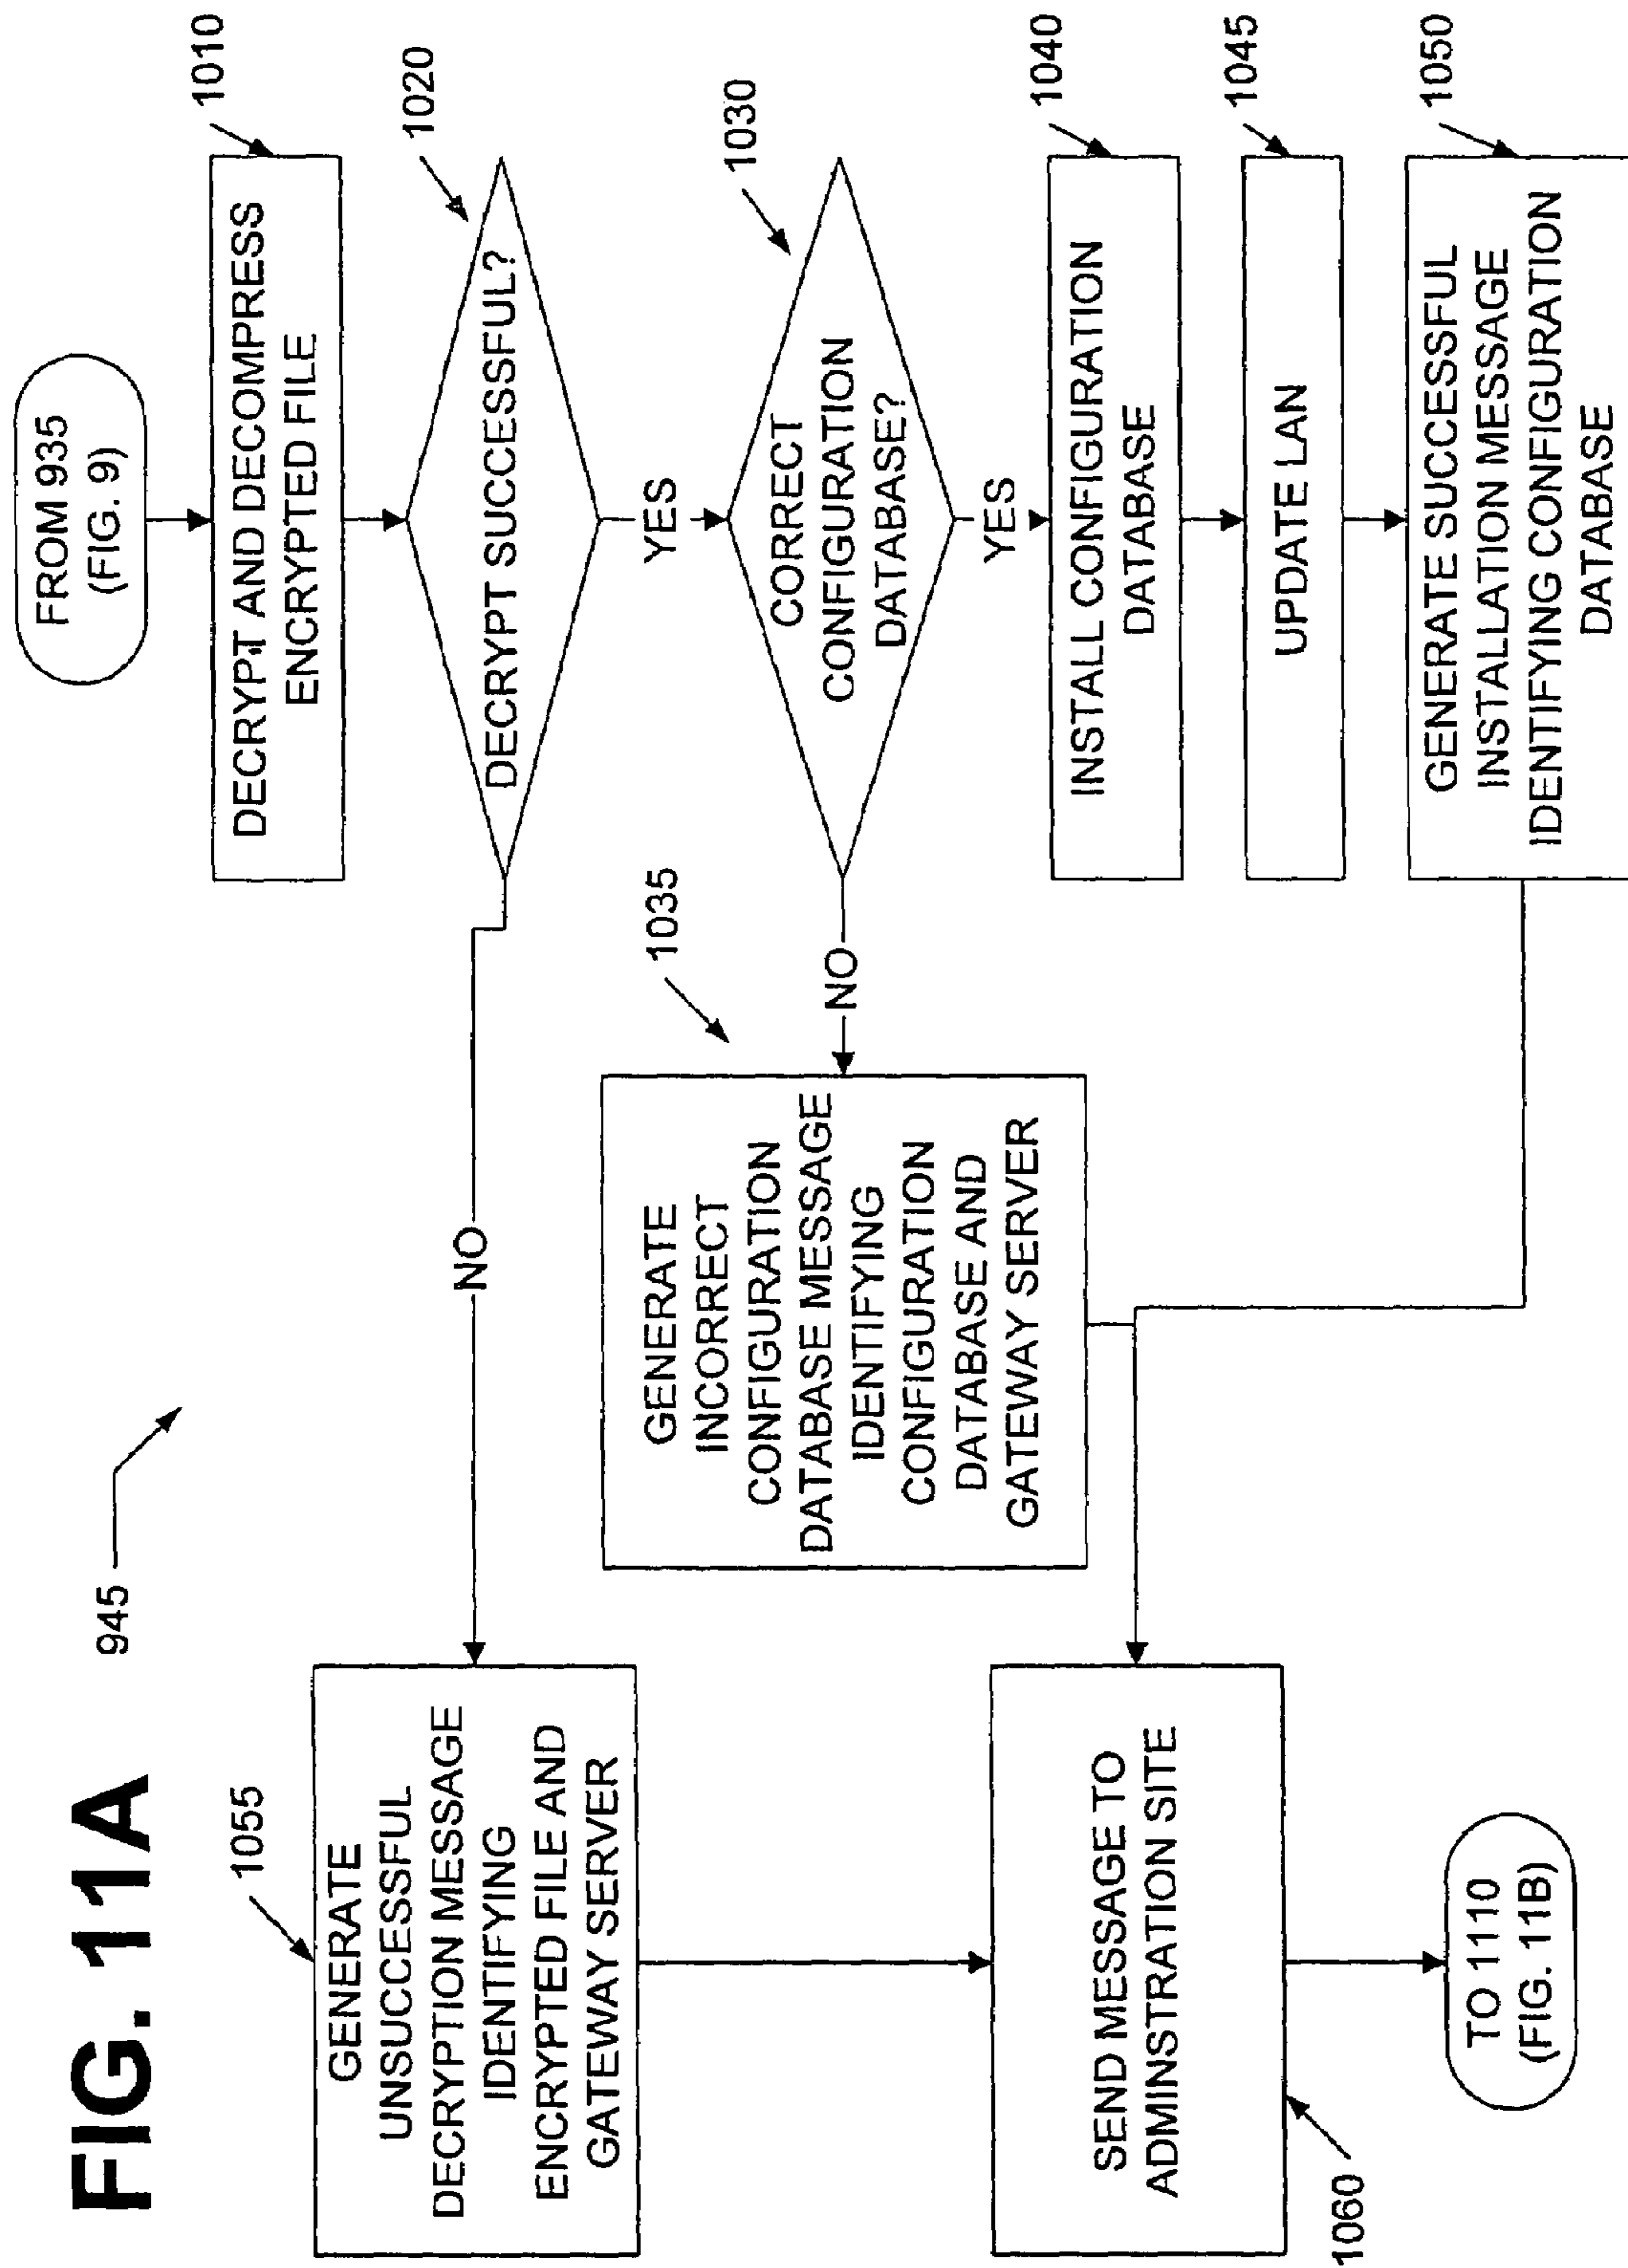 FIG. 11A
945
FROM 935
(FIG. 9)
1010
DECRYPT AND DECOMPRESS
ENCRYPTED FILE
1020
DECRYPT SUCCESSFUL?
NO
YES
1055
GENERATE
UNSUCCESSFUL
DECRYPTION MESSAGE
IDENTIFYING
ENCRYPTED FILE AND
GATEWAY SERVER
1030
CORRECT
CONFIGURATION
DATABASE?
NO
YES
1035
GENERATE
INCORRECT
CONFIGURATION
DATABASE MESSAGE
IDENTIFYING
CONFIGURATION
DATABASE AND
GATEWAY SERVER
1040
INSTALL CONFIGURATION
DATABASE
1045
UPDATE LAN
1050
GENERATE SUCCESSFUL
INSTALLATION MESSAGE
IDENTIFYING CONFIGURATION
DATABASE
SEND MESSAGE TO
ADMINSTRATION SITE
1060
TO 1110
(FIG. 11B)